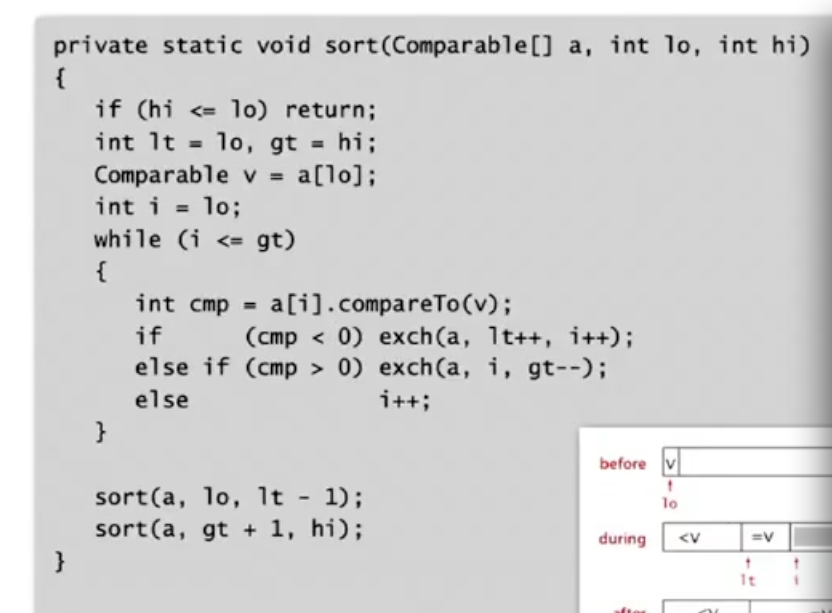 private static void sort(Comparable[] a, int lo, int hi)
{
if (hi <= lo) return;
int lt = lo, gt = hi;
Comparable v = a[lo];
int i = lo;
while (i <= gt)
{
int cmp = a[i].compareTo(v);
if (cmp < 0) exch(a, lt++, i++);
else if (cmp > 0) exch(a, i, gt--);
else i++;
}
sort(a, lo, lt - 1);
sort(a, gt + 1, hi);
}
before v
lo
during <v =v
lt i
after <v